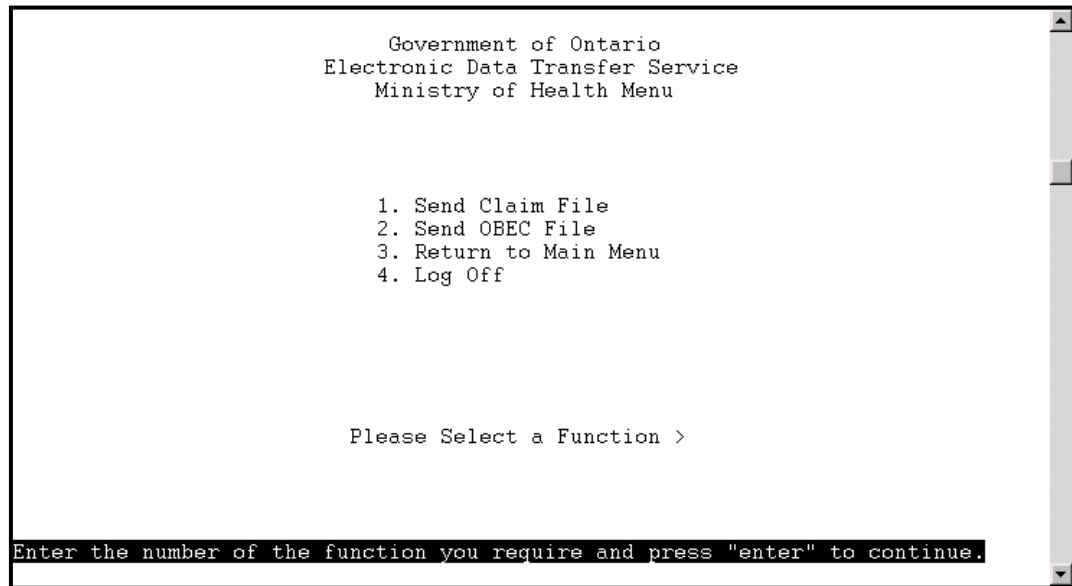 Government of Ontario
Electronic Data Transfer Service
Ministry of Health Menu
1. Send Claim File
2. Send OBEC File
3. Return to Main Menu
4. Log Off
Please Select a Function >
Enter the number of the function you require and press "enter" to continue.